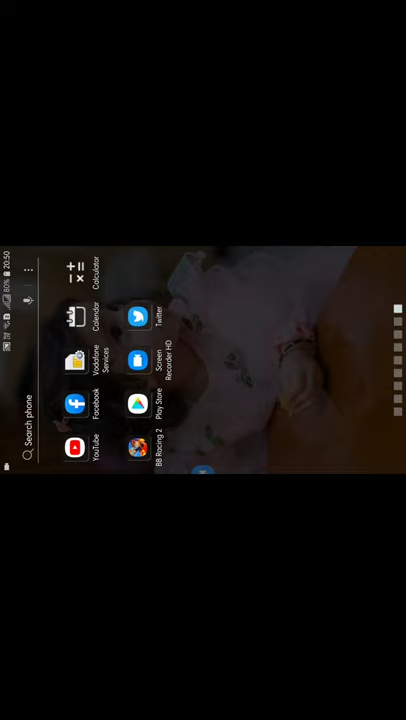 80% 20:50
Search phone
YouTube
Facebook
Vodafone
Services
Calendar
Calculator
BB Racing 2
Play Store
Screen
Recorder HD
Twitter